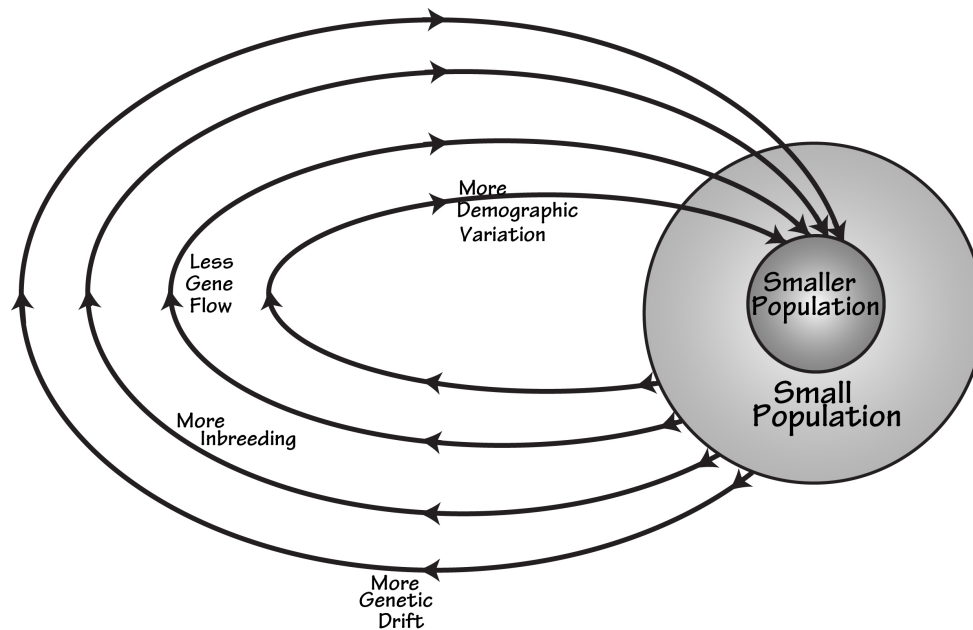 More
Demographic
Variation
Less
Gene
Flow
Smaller
Population
Small
Population
More
Inbreeding
More
Genetic
Drift